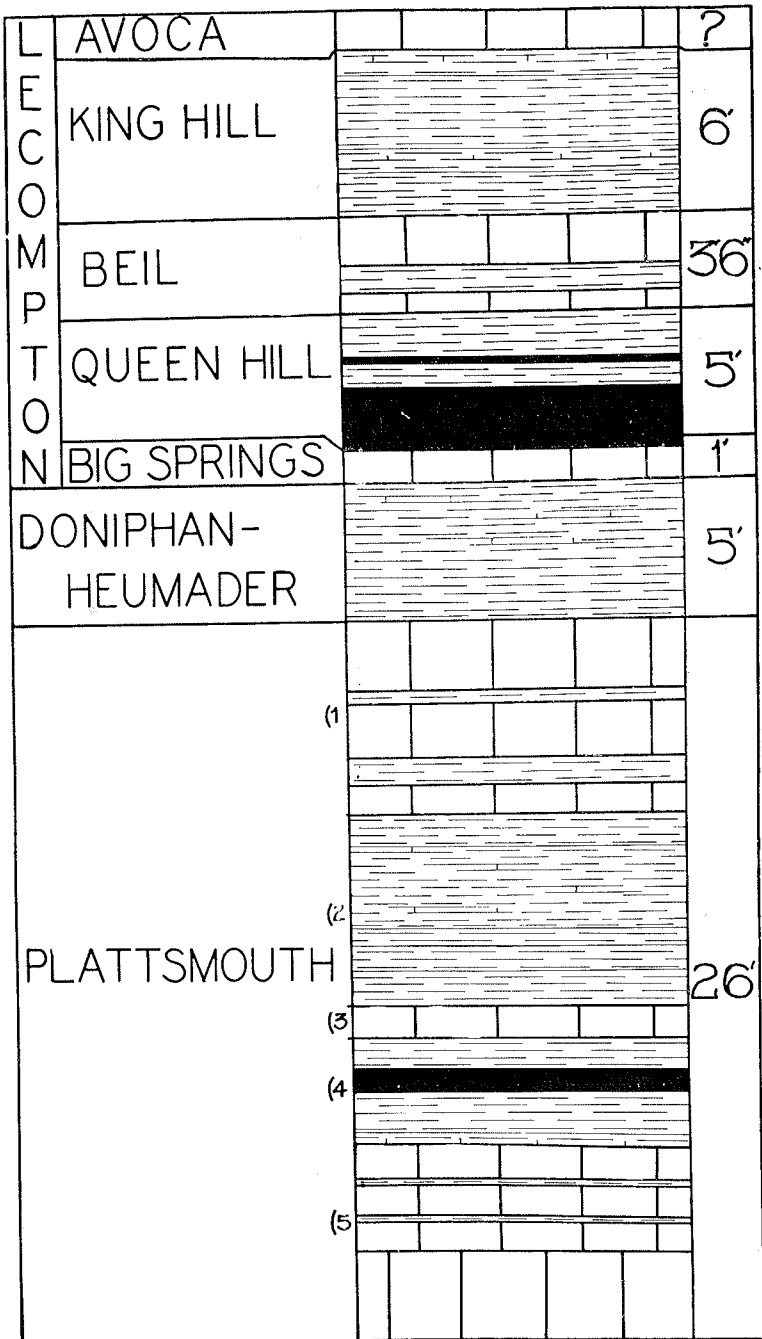 LECOMPTON
AVOCA ?
KING HILL 6'
BEIL 36"
QUEEN HILL 5'
BIG SPRINGS 1'
DONIPHAN-
HEUMADER 5'
(1
(2
PLATTSMOUTH 26'
(3
(4
(5